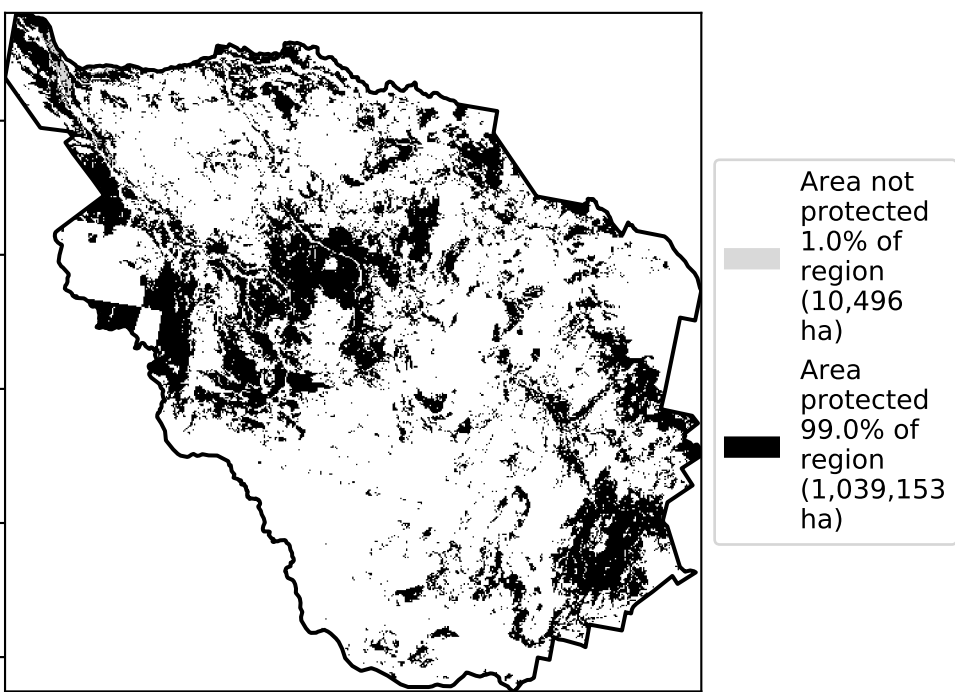 Area not
protected
1.0% of
region
(10,496
ha)
Area
protected
99.0% of
region
(1,039,153
ha)